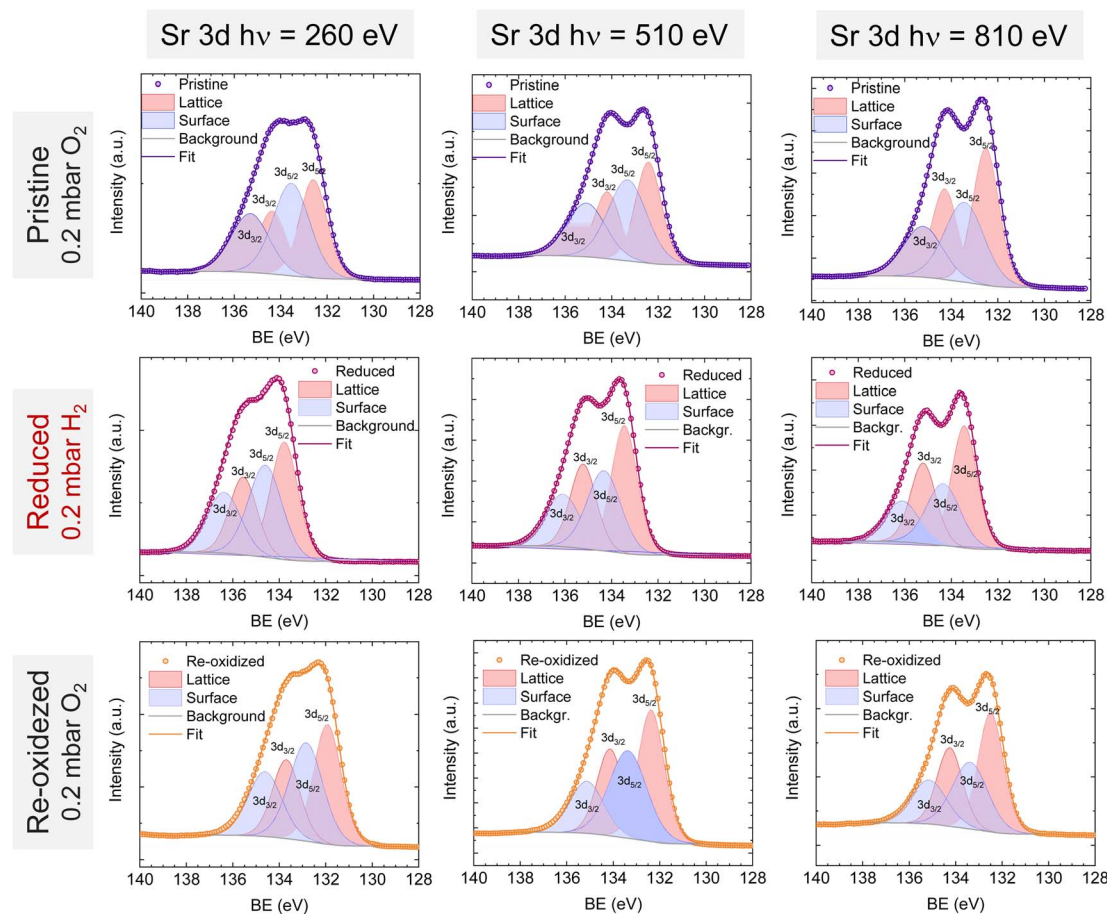 Sr 3d hν = 260 eV
Sr 3d hν = 510 eV
Sr 3d hν = 810 eV
Pristine
0.2 mbar O₂
Intensity (a.u.)
Pristine
Lattice
Surface
Background
Fit
3d₃/₂
3d₃/₂
3d₅/₂
3d₅/₂
140 138 136 134 132 130 128
BE (eV)
Intensity (a.u.)
Pristine
Lattice
Surface
Background
Fit
3d₃/₂
3d₃/₂
3d₅/₂
3d₅/₂
140 138 136 134 132 130 128
BE (eV)
Intensity (a.u.)
Pristine
Lattice
Surface
Background
Fit
3d₃/₂
3d₃/₂
3d₅/₂
3d₅/₂
140 138 136 134 132 130 128
BE (eV)
Reduced
0.2 mbar H₂
Intensity (a.u.)
Reduced
Lattice
Surface
Background
Fit
3d₃/₂
3d₃/₂
3d₅/₂
3d₅/₂
140 138 136 134 132 130 128
BE (eV)
Intensity (a.u.)
Reduced
Lattice
Surface
Backgr.
Fit
3d₃/₂
3d₃/₂
3d₅/₂
3d₅/₂
140 138 136 134 132 130 128
BE (eV)
Intensity (a.u.)
Reduced
Lattice
Surface
Backgr.
Fit
3d₃/₂
3d₃/₂
3d₅/₂
3d₅/₂
140 138 136 134 132 130 128
BE (eV)
Re-oxidezed
0.2 mbar O₂
Intensity (a.u.)
Re-oxidized
Lattice
Surface
Background
Fit
3d₃/₂
3d₃/₂
3d₅/₂
3d₅/₂
140 138 136 134 132 130 128
BE (eV)
Intensity (a.u.)
Re-oxidized
Lattice
Surface
Backgr.
Fit
3d₃/₂
3d₃/₂
3d₅/₂
3d₅/₂
140 138 136 134 132 130 128
BE (eV)
Intensity (a.u.)
Re-oxidized
Lattice
Surface
Backgr.
Fit
3d₃/₂
3d₃/₂
3d₅/₂
3d₅/₂
140 138 136 134 132 130 128
BE (eV)